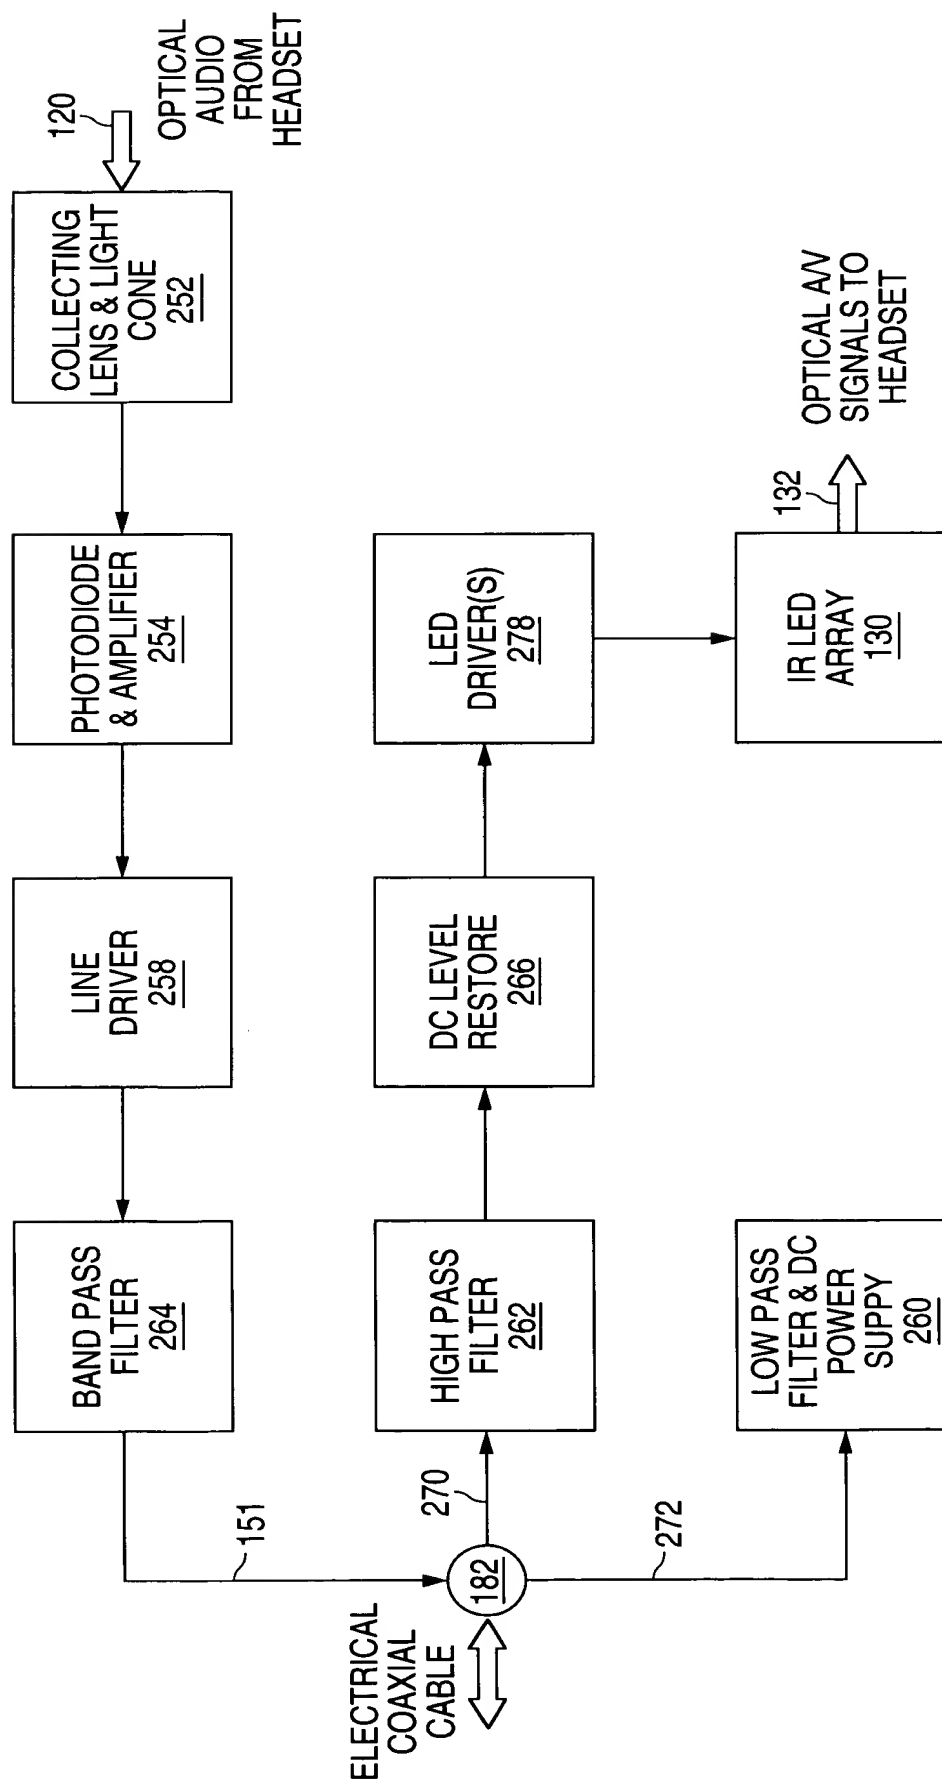 120
OPTICAL
AUDIO
FROM
HEADSET
COLLECTING
LENS & LIGHT
CONE
252
PHOTODIODE
& AMPLIFIER
254
LINE
DRIVER
258
BAND PASS
FILTER
264
151
ELECTRICAL
COAXIAL
CABLE
182
270
HIGH PASS
FILTER
262
DC LEVEL
RESTORE
266
LED
DRIVER(S)
278
272
LOW PASS
FILTER & DC
POWER
SUPPY
260
IR LED
ARRAY
130
132
OPTICAL A/V
SIGNALS TO
HEADSET